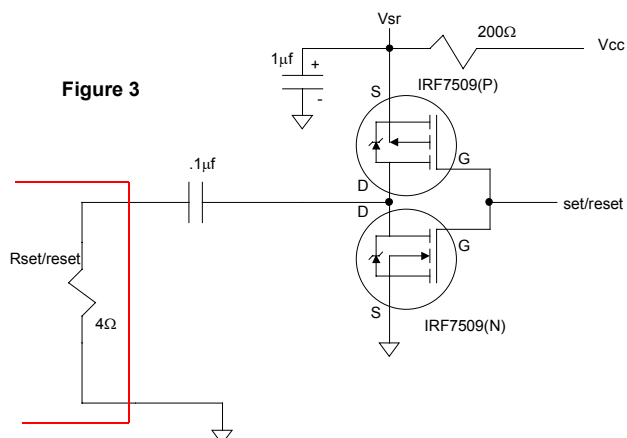 Vsr
200Ω
Vcc
1μf
+
-
Figure 3
S
IRF7509(P)
G
D
.1μf
D
set/reset
G
Rset/reset
4Ω
S
IRF7509(N)